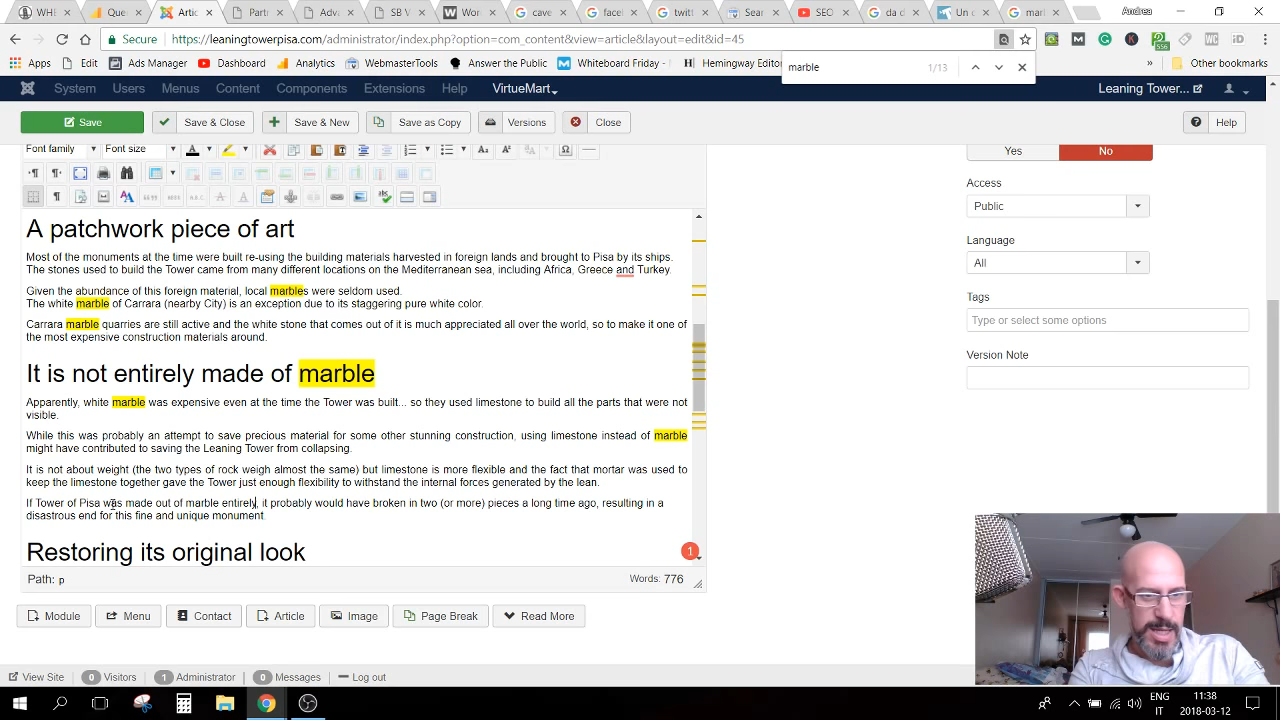 WHE
Que
Artic
Partn
Adva
SB V
Wor
cave
face
twitt
Sear
SEO
da d
Un c
mar
Andrea
Secure
https://leaningtowerpisa.com/administrator/index.php?option=com_content&view=article&layout=edit&id=45
556
Apps
Edit
Ads Manager
Dashboard
WebmasterTools
Answer the Public
Whiteboard Friday -
Hemingway Editor
Other bookmarks
marble
1/13
System
Users
Menus
Content
Components
Extensions
Help
VirtueMart
Leaning Tower...
Save
Save & Close
Save & New
Save as Copy
Versions
Close
Help
Font family
Font size
A patchwork piece of art
Most of the monuments at the time were built re-using the building materials harvested in foreign lands and brought to Pisa by its ships.
The stones used to build the Tower came from many different locations on the Mediterranean sea, including Africa, Greece and Turkey.
Given the abundance of this foreign material, local marbles were seldom used.
The white marble of Carrara (nearby City) is an exception due to its staggering pure white color.
Carrara marble quarries are still active and the white stone that comes out of it is much appreciated all over the world, so to make it one of
the most expensive construction materials around.
It is not entirely made of marble
Apparently, white marble was expensive even at the time the Tower was built... so they used limestone to build all the parts that were not
visible.
While this was probably an attempt to save precious material for some other stunning construction, using limestone instead of marble
might have contributed to saving the Leaning Tower from collapsing.
It is not about weight (the two types of rock weigh almost the same) but limestone is more flexible and the fact that mortar was used to
keep the limestone together gave the Tower just enough flexibility to withstand the internal forces generated by the lean.
If Tower of Pisa was made out of marble entirely, it probably would have broken in two (or more) pieces a long time ago, resulting in a
disastrous end for this fine and unique monument.
Restoring its original look
1
Path: p
Words: 776
Module
Menu
Contact
Article
Image
Page Break
Read More
Yes
No
Access
Public
Language
All
Tags
Type or select some options
Version Note
View Site
0 Visitors
1 Administrator
0 Messages
Log out
ENG
IT
11:38
2018-03-12